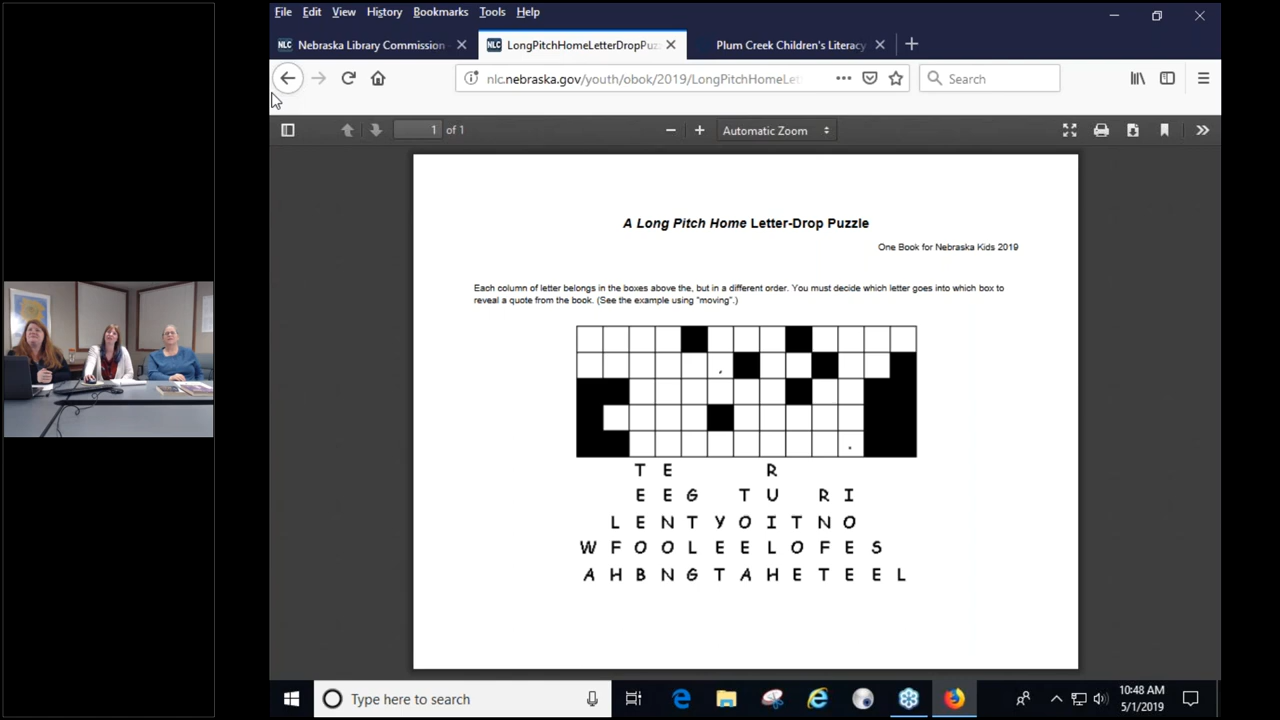 File Edit View History Bookmarks Tools Help
NLC Nebraska Library Commission - NLC LongPitchHomeLetterDropPuz Plum Creek Children's Literacy
nlc.nebraska.gov/youth/obok/2019/LongPitchHomeLet Search
1 of 1 Automatic Zoom
A Long Pitch Home Letter-Drop Puzzle
One Book for Nebraska Kids 2019
Each column of letter belongs in the boxes above the, but in a different order. You must decide which letter goes into which box to
reveal a quote from the book. (See the example using "moving".)
T E R
E E G T U R I
L E N T Y O I T N O
W F O O L E E L O F E S
A H B N G T A H E T E E L
Type here to search
10:48 AM
5/1/2019